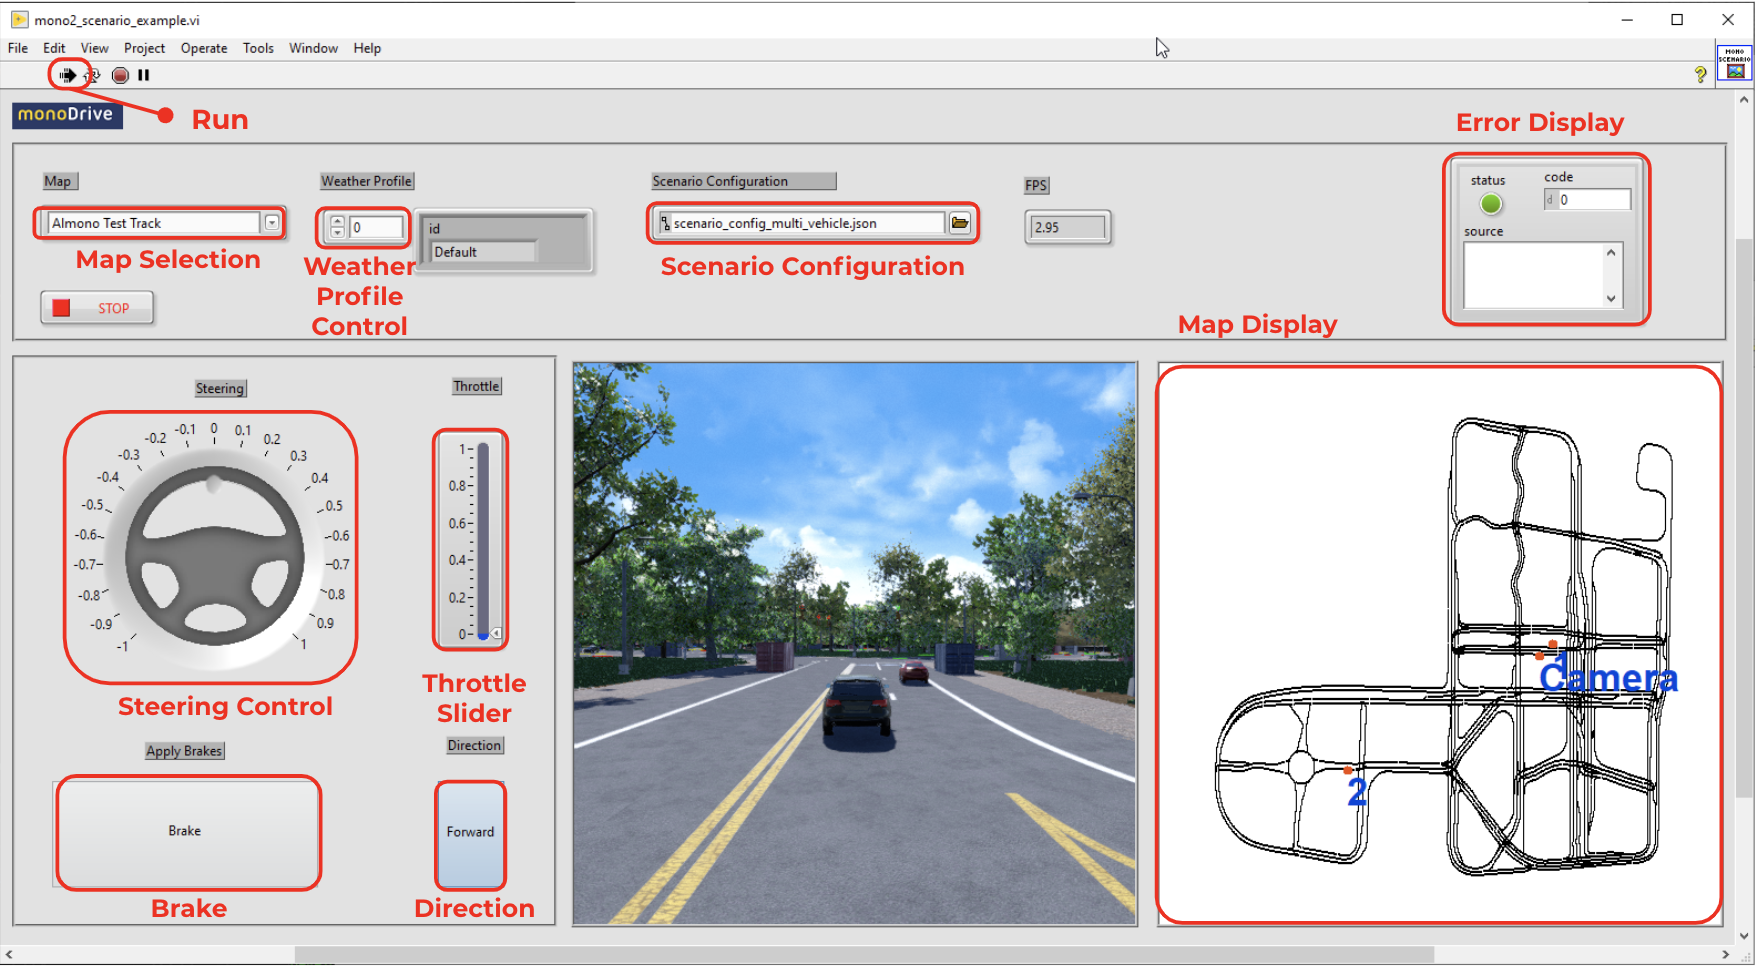 mono2_scenario_example.vi
File Edit View Project Operate Tools Window Help
MONO
SCENARIO
?
monoDrive
Run
Error Display
Map
Weather Profile
Scenario Configuration
FPS
status
code
Almono Test Track
0
id
Default
scenario_config_multi_vehicle.json
2.95
d 0
source
Map Selection
Weather
Profile
Control
Scenario Configuration
STOP
Map Display
Steering
Throttle
-1
-0.9
-0.8
-0.7
-0.6
-0.5
-0.4
-0.3
-0.2
-0.1
0
0.1
0.2
0.3
0.4
0.5
0.6
0.7
0.8
0.9
1
1
0.8
0.6
0.4
0.2
0
Steering Control
Throttle
Slider
Apply Brakes
Direction
Brake
Forward
Brake
Direction
1
Camera
2